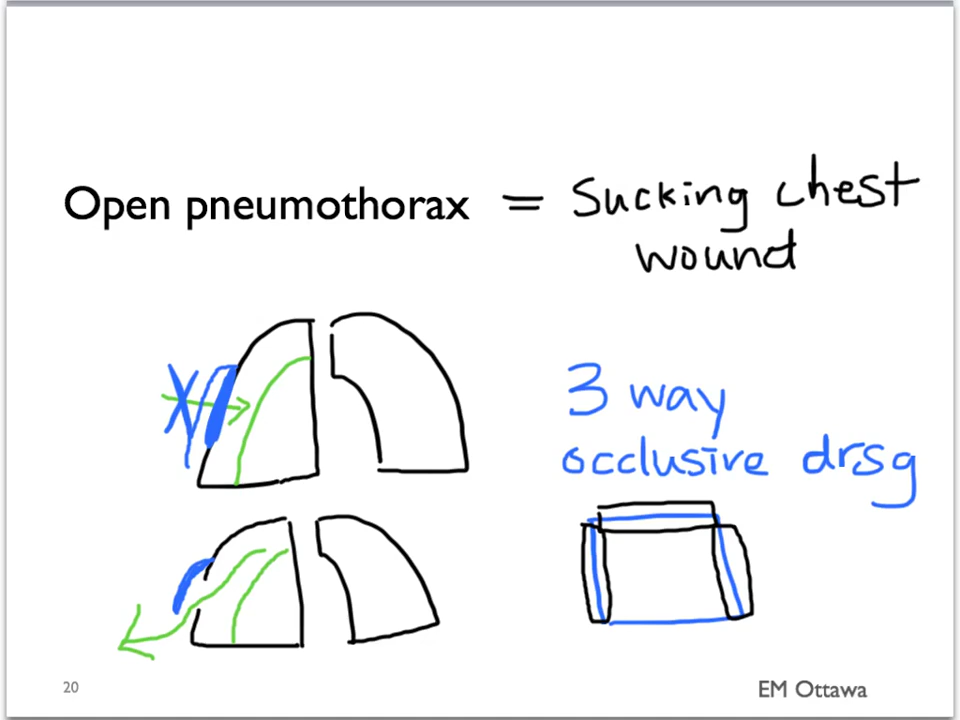 Open pneumothorax = Sucking chest
wound
3 way
occlusive drsg
20
EM Ottawa